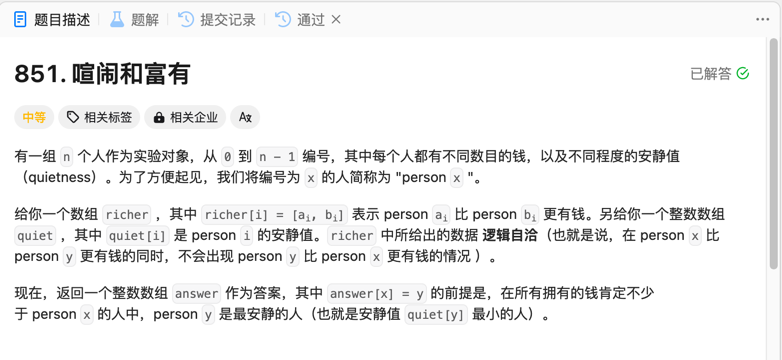 题目描述 题解 提交记录 通过
851. 喧闹和富有 已解答
中等 相关标签 相关企业
有一组 n 个人作为实验对象，从 0 到 n - 1 编号，其中每个人都有不同数目的钱，以及不同程度的安静值
（quietness）。为了方便起见，我们将编号为 x 的人简称为 "person x "。
给你一个数组 richer ，其中 richer[i] = [ai, bi] 表示 person ai 比 person bi 更有钱。另给你一个整数数组
quiet ，其中 quiet[i] 是 person i 的安静值。richer 中所给出的数据 逻辑自洽（也就是说，在 person x 比
person y 更有钱的同时，不会出现 person y 比 person x 更有钱的情况 ）。
现在，返回一个整数数组 answer 作为答案，其中 answer[x] = y 的前提是，在所有拥有的钱肯定不少
于 person x 的人中，person y 是最安静的人（也就是安静值 quiet[y] 最小的人）。